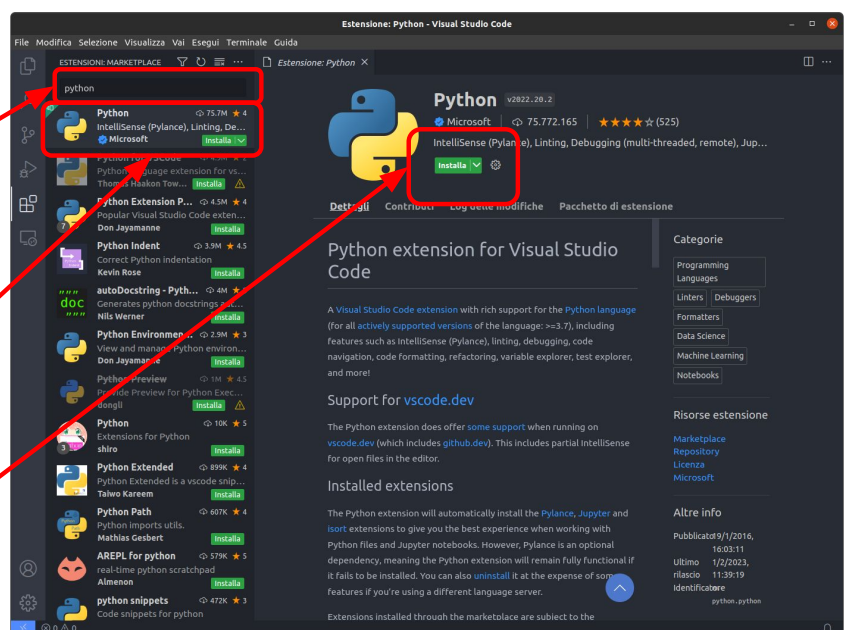 Estensione: Python - Visual Studio Code
File Modifica Selezione Visualizza Vai Esegui Terminale Guida
ESTENSIONI: MARKETPLACE
python
Python 75.7M ★ 4
IntelliSense (Pylance), Linting, De...
Microsoft Installa
Python language extension for vs...
Thomas Haakon Tow... Installa
Python Extension P... 4.5M ★ 4
Popular Visual Studio Code exten...
7
Don Jayamanne Installa
Python Indent 3.9M ★ 4.5
Correct Python indentation
Kevin Rose Installa
autoDocstring - Pyth... 4M ★
doc
Generates python docstrings
Nils Werner Installa
Python Environmen... 2.9M ★ 3
View and manage Python environ...
Don Jayamanne Installa
Python Preview 1M ★ 4.5
Provide Preview for Python Exec...
dongli Installa
Python 10K ★ 5
Extensions for Python
3
shiro Installa
Python Extended 899K ★ 4
Python Extended is a vscode snip...
Taiwo Kareem Installa
Python Path 607K ★ 4
Python imports utils.
Mathias Gesbert Installa
AREPL for python 579K ★ 5
real-time python scratchpad
Almenon Installa
python snippets 472K ★ 3
Code snippets for python
Estensione: Python ×
Python v2022.20.2
Microsoft | 75.772.165 | ★★★★☆ (525)
IntelliSense (Pylance), Linting, Debugging (multi-threaded, remote), Jup...
Installa
Dettagli Contributi Log delle modifiche Pacchetto di estensione
Python extension for Visual Studio
Code
A Visual Studio Code extension with rich support for the Python language
(for all actively supported versions of the language: >=3.7), including
features such as IntelliSense (Pylance), linting, debugging, code
navigation, code formatting, refactoring, variable explorer, test explorer,
and more!
Support for vscode.dev
The Python extension does offer some support when running on
vscode.dev (which includes github.dev). This includes partial IntelliSense
for open files in the editor.
Installed extensions
The Python extension will automatically install the Pylance, Jupyter and
isort extensions to give you the best experience when working with
Python files and Jupyter notebooks. However, Pylance is an optional
dependency, meaning the Python extension will remain fully functional if
it fails to be installed. You can also uninstall it at the expense of some
features if you're using a different language server.
Extensions installed through the marketplace are subject to the
Categorie
Programming
Languages
Linters Debuggers
Formatters
Data Science
Machine Learning
Notebooks
Risorse estensione
Marketplace
Repository
Licenza
Microsoft
Altre info
Pubblicato 19/1/2016,
16:03:11
Ultimo 1/2/2023,
rilascio 11:39:19
Identificatore
python.python
0 0